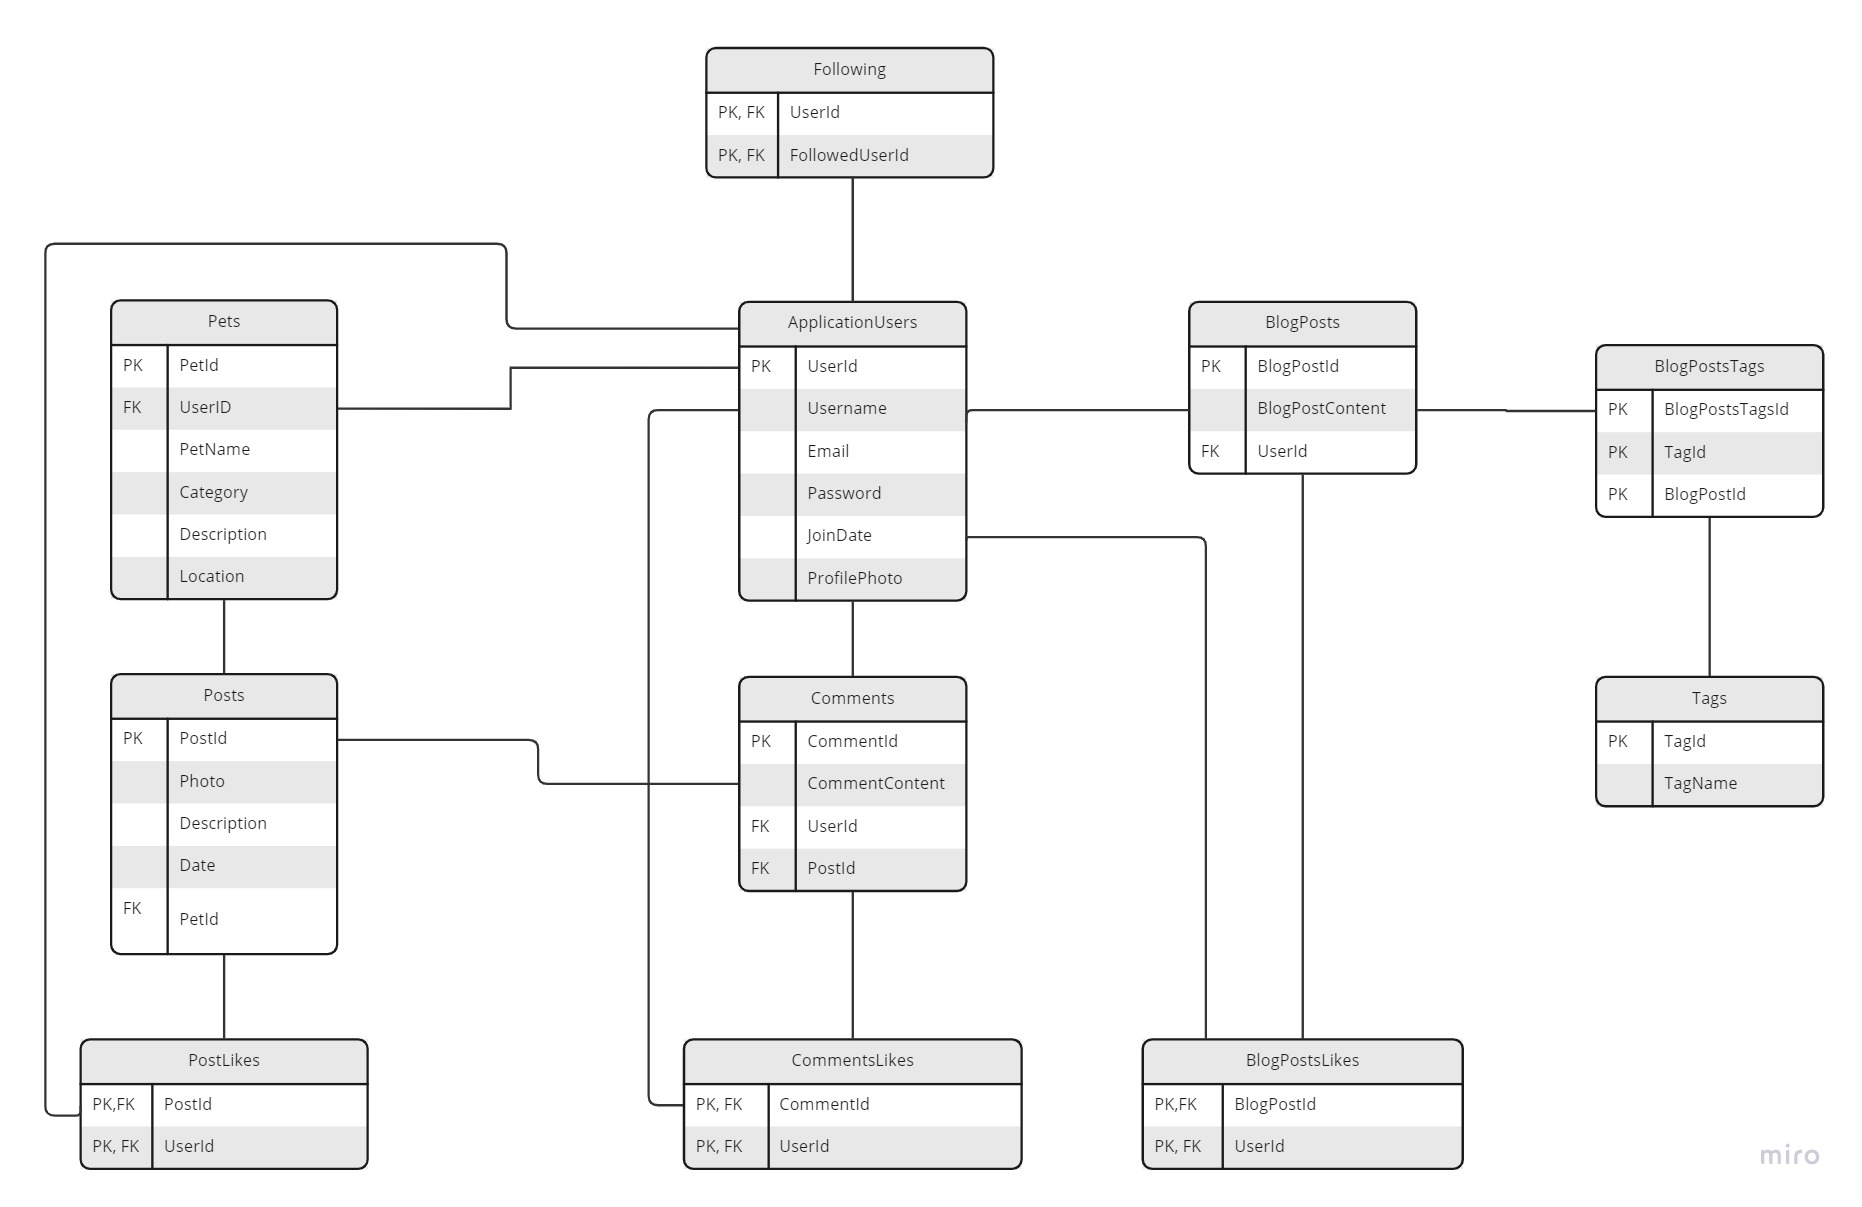 Following
PK, FK UserId
PK, FK FollowedUserId
Pets
PK PetId
FK UserID
PetName
Category
Description
Location
ApplicationUsers
PK UserId
Username
Email
Password
JoinDate
ProfilePhoto
BlogPosts
PK BlogPostId
BlogPostContent
FK UserId
BlogPostsTags
PK BlogPostsTagsId
PK TagId
PK BlogPostId
Posts
PK PostId
Photo
Description
Date
FK PetId
Comments
PK CommentId
CommentContent
FK UserId
FK PostId
Tags
PK TagId
TagName
PostLikes
PK,FK PostId
PK, FK UserId
CommentsLikes
PK, FK CommentId
PK, FK UserId
BlogPostsLikes
PK,FK BlogPostId
PK, FK UserId
miro